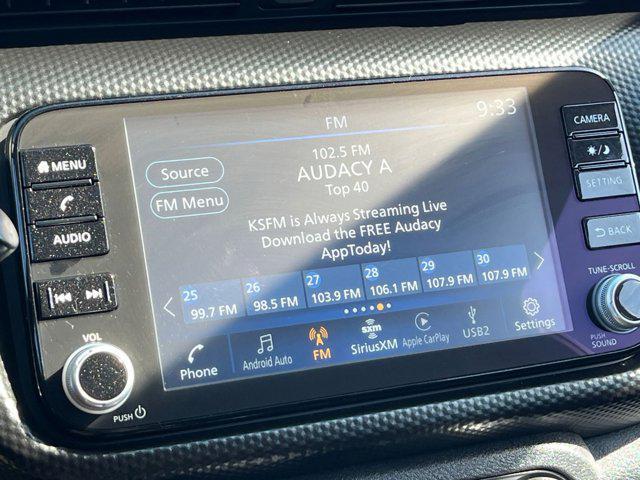 FM
9:33
102.5 FM
AUDACY A
Top 40
Source
FM Menu
KSFM is Always Streaming Live
Download the FREE Audacy
AppToday!
25
99.7 FM
26
98.5 FM
27
103.9 FM
28
106.1 FM
29
107.9 FM
30
107.9 FM
Phone
Android Auto
FM
sxm
SiriusXM
Apple CarPlay
USB2
Settings
MENU
AUDIO
VOL
PUSH
CAMERA
SETTING
BACK
TUNE-SCROLL
PUSH
SOUND